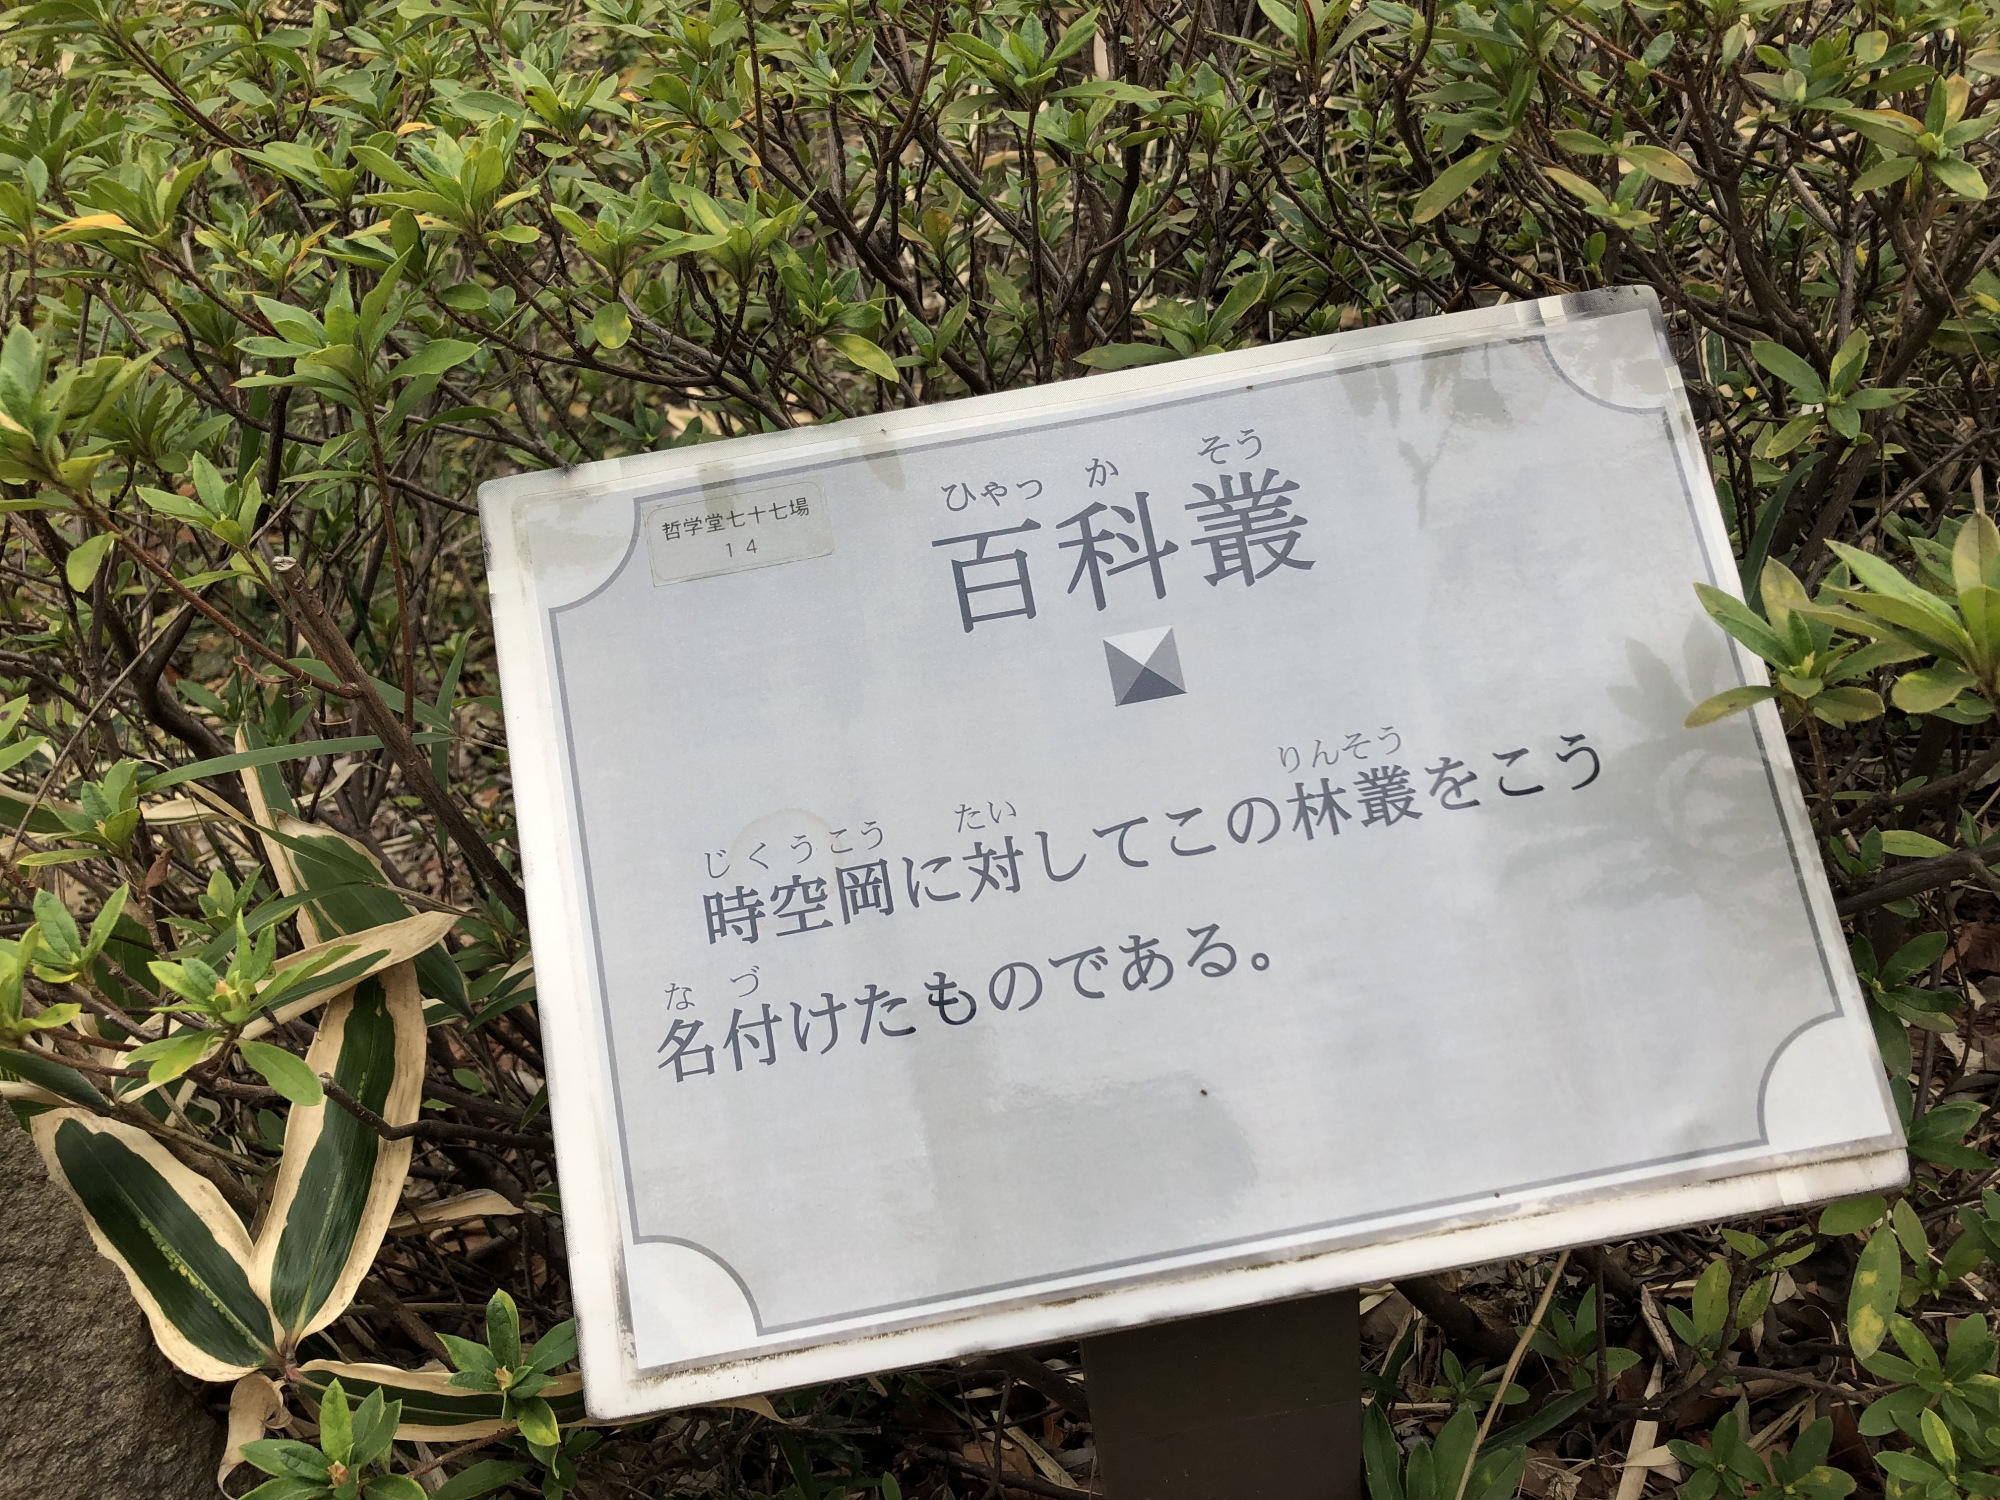 哲学堂七十七場
14
ひゃっ か そう
百科叢
じくうこう たい りんそう
時空岡に対してこの林叢をこう
な づ
名付けたものである。